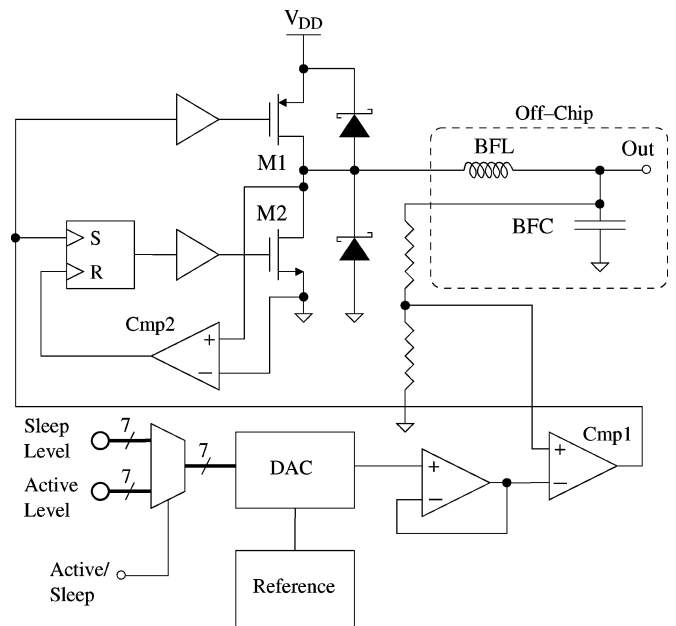 VDD
Off–Chip
BFL
Out
M1
BFC
M2
S
R
Cmp2
+
−
Sleep
Level
7
7
DAC
Cmp1
+
−
+
−
Active
Level
7
Active/
Sleep
Reference